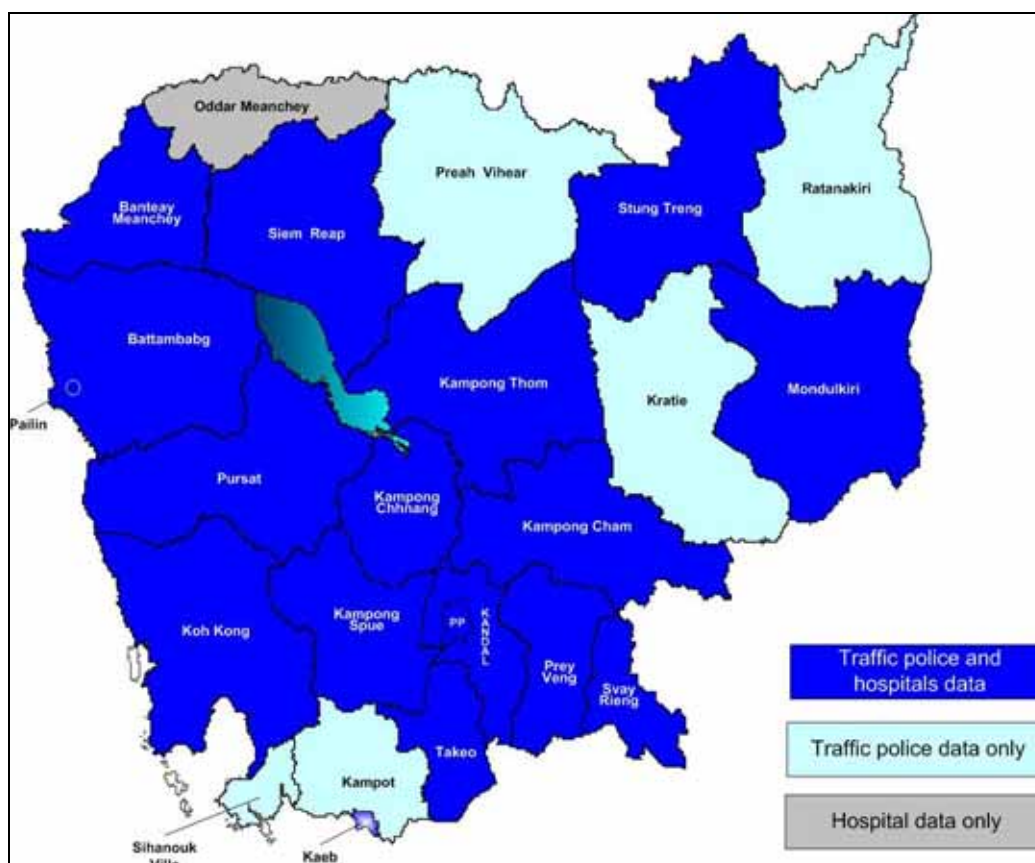 Oddar Meanchey
Preah Vihear
Ratanakiri
Banteay
Meanchey
Siem Reap
Stung Treng
Battambabg
Kampong Thom
Kratie
Mondulkiri
Pailin
Pursat
Kampong
Chhnang
Kampong Cham
Koh Kong
Kampong
Spue
PP
KANDAL
Prey
Veng
Svay
Rieng
Takeo
Kampot
Sihanouk
Kaeb
Traffic police and
hospitals data
Traffic police data only
Hospital data only